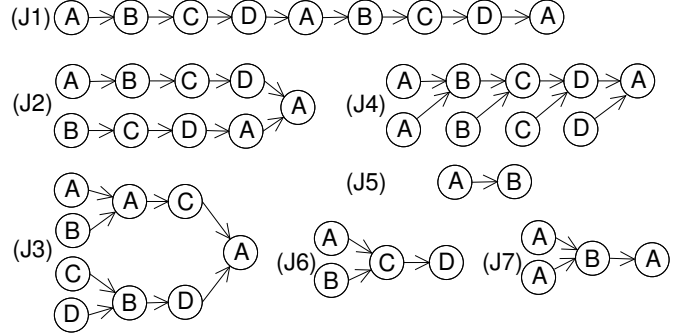 (J1) A B C D A B C D A
(J2) A B C D A
B C D A
(J4) A B C D A
A B C D
(J5) A B
(J3) A B A C
C D B D A
(J6) A B C D
(J7) A A B A